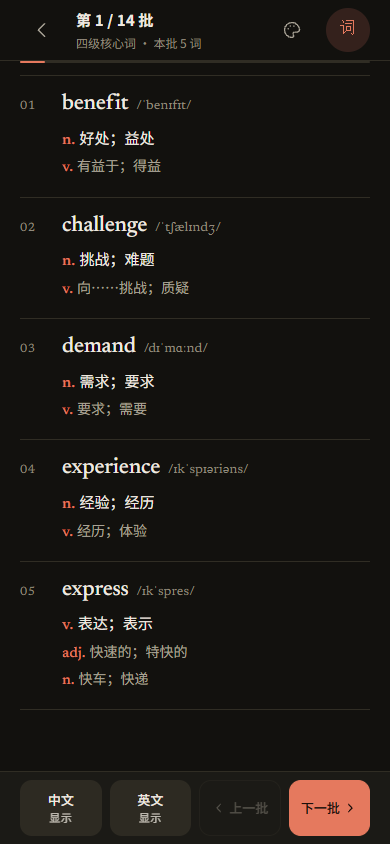 第 1 / 14 批
四级核心词 · 本批 5 词
词
01 benefit /ˈbenɪfɪt/
n. 好处；益处
v. 有益于；得益
02 challenge /ˈtʃælɪndʒ/
n. 挑战；难题
v. 向……挑战；质疑
03 demand /dɪˈmɑːnd/
n. 需求；要求
v. 要求；需要
04 experience /ɪkˈspɪəriəns/
n. 经验；经历
v. 经历；体验
05 express /ɪkˈspres/
v. 表达；表示
adj. 快速的；特快的
n. 快车；快递
中文 英文 上一批 下一批
显示 显示